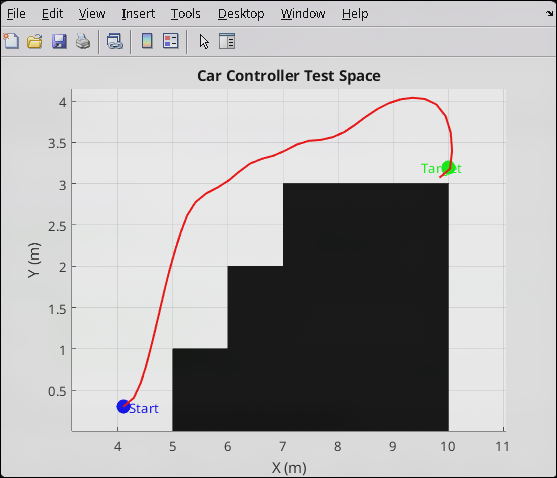 File Edit View Insert Tools Desktop Window Help
Car Controller Test Space
4
3.5
3
2.5
2
1.5
1
0.5
Y (m)
Target
Start
4 5 6 7 8 9 10 11
X (m)